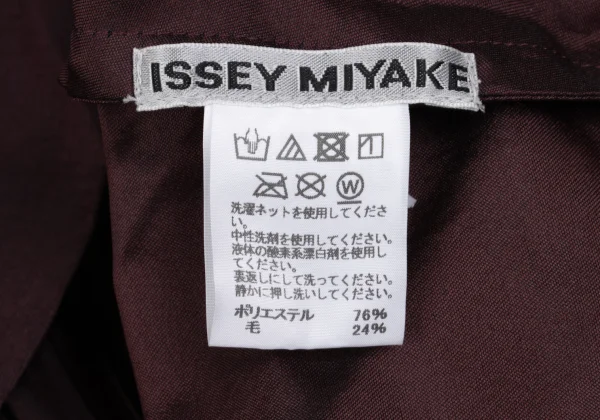 ISSEY MIYAKE
W
洗濯ネットを使用してくださ
い。
中性洗剤を使用してください。
液体の酸素系漂白剤を使用し
てください。
裏返しにして洗ってください。
静かに押し洗いしてください。
ポリエステル 76%
毛 24%